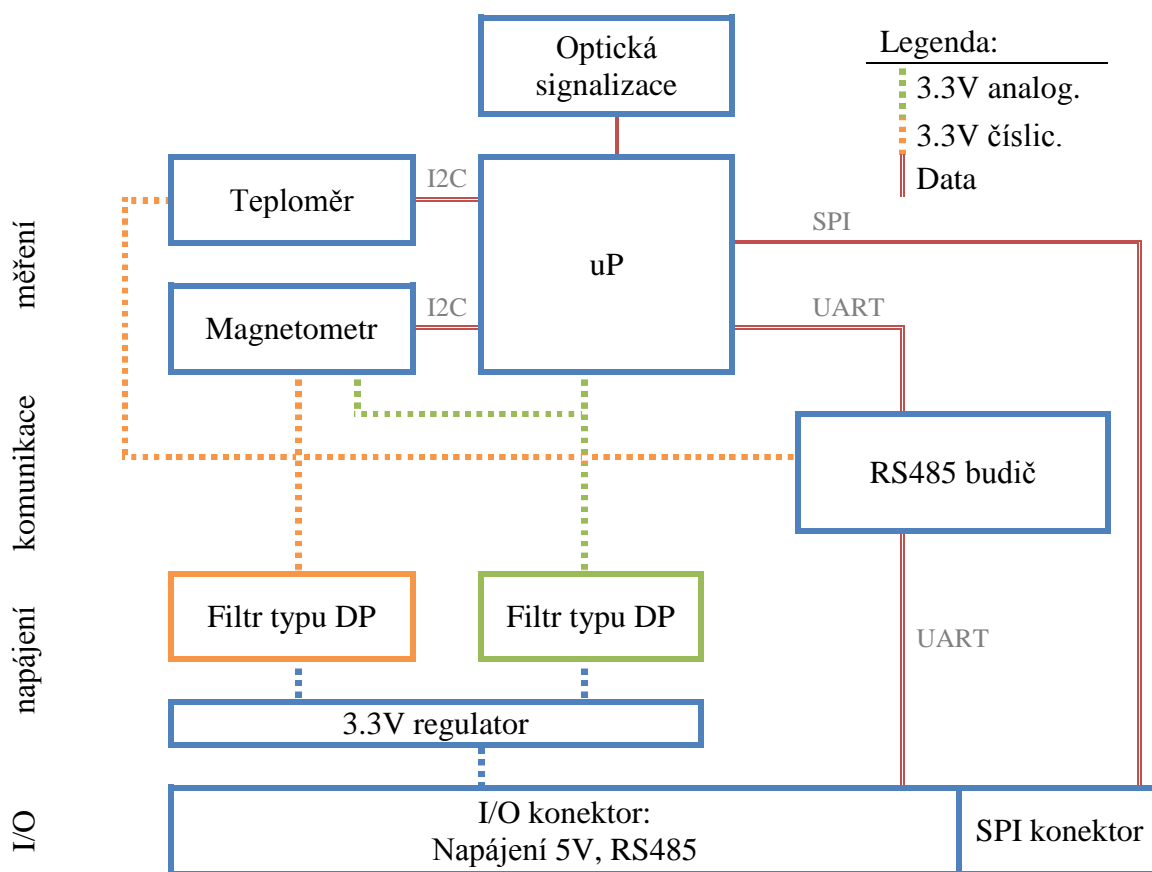 Optická
signalizace
Legenda:
3.3V analog.
3.3V číslic.
Data
měření
Teploměr
I2C
uP
SPI
Magnetometr
I2C
UART
komunikace
RS485 budič
napájení
Filtr typu DP
Filtr typu DP
UART
3.3V regulator
I/O
I/O konektor:
Napájení 5V, RS485
SPI konektor